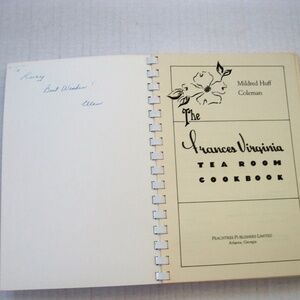 Best Wishes!
Mildred Huff
Coleman
The
Frances Virginia
TEA ROOM
COOKBOOK
PEACHTREE PUBLISHERS LIMITED
Atlanta, Georgia